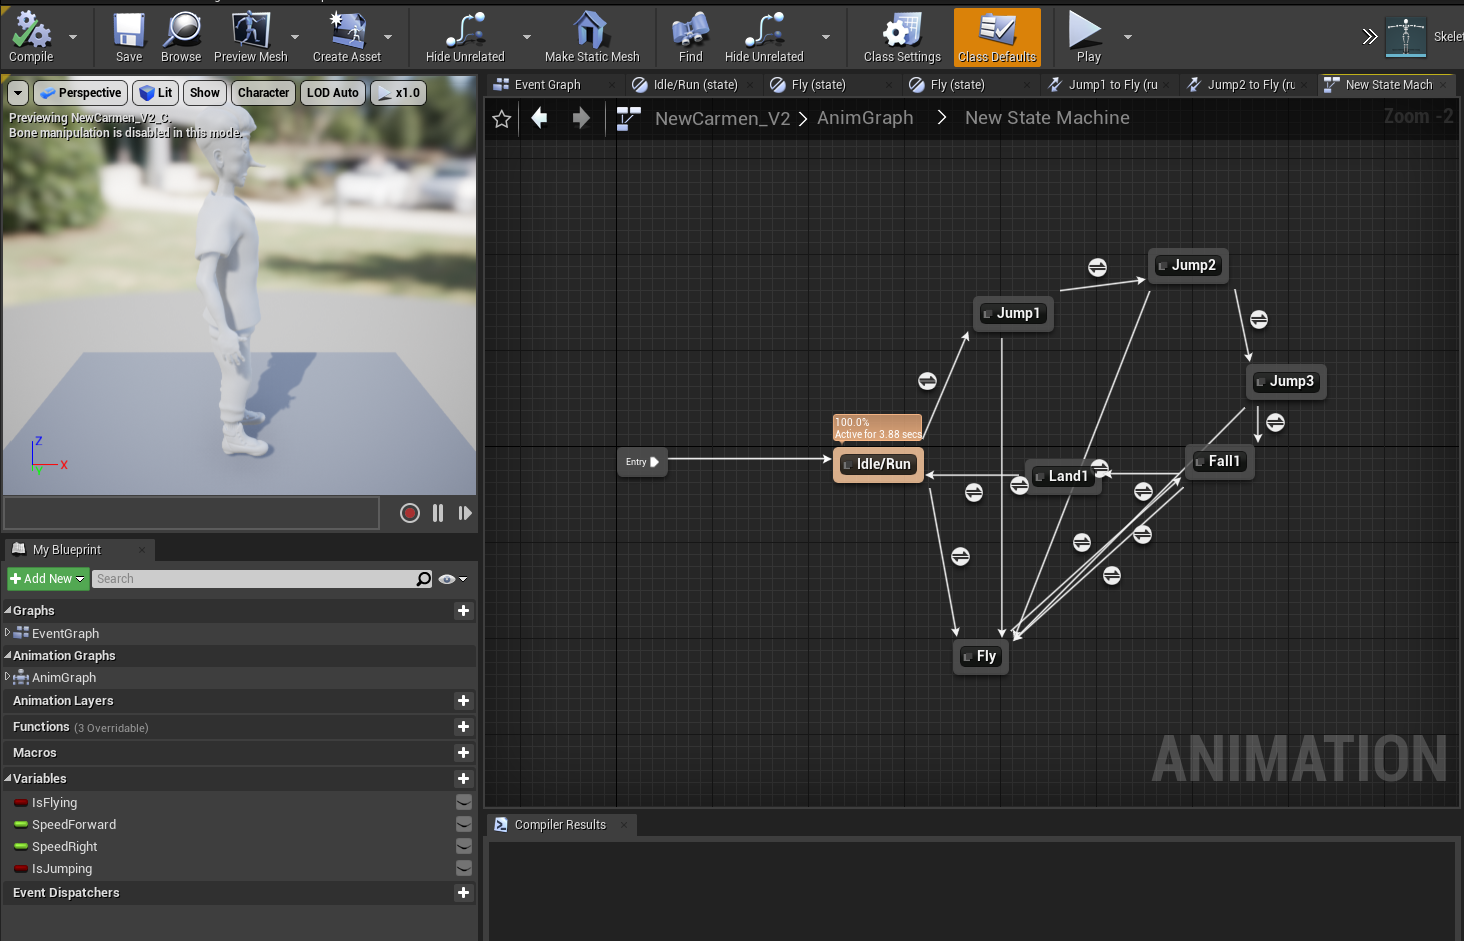 Compile
Save
Browse
Preview Mesh
Create Asset
Hide Unrelated
Make Static Mesh
Find
Hide Unrelated
Class Settings
Class Defaults
Play
Skelet
Perspective
Lit
Show
Character
LOD Auto
x1.0
Previewing NewCarmen_V2_C.
Bone manipulation is disabled in this mode.
Z
X
Event Graph
Idle/Run (state)
Fly (state)
Fly (state)
Jump1 to Fly (ru
Jump2 to Fly (ru
New State Mach
NewCarmen_V2 > AnimGraph > New State Machine
Zoom -2
Jump2
Jump1
Jump3
100.0%
Active for 3.88 secs
Entry
Idle/Run
Land1
Fall1
Fly
ANIMATION
My Blueprint
Add New
Search
Graphs
EventGraph
Animation Graphs
AnimGraph
Animation Layers
Functions (3 Overridable)
Macros
Variables
IsFlying
SpeedForward
SpeedRight
IsJumping
Event Dispatchers
Compiler Results